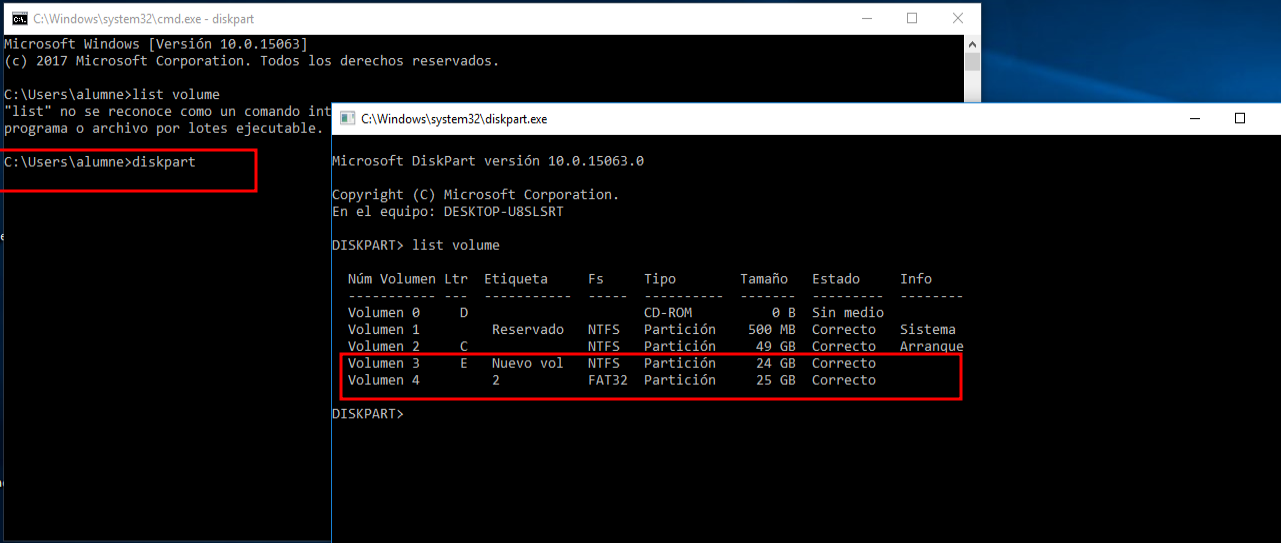 C:\Windows\system32\cmd.exe - diskpart
Microsoft Windows [Versión 10.0.15063]
(c) 2017 Microsoft Corporation. Todos los derechos reservados.
C:\Users\alumne>list volume
"list" no se reconoce como un comando int
programa o archivo por lotes ejecutable.
C:\Users\alumne>diskpart
C:\Windows\system32\diskpart.exe
Microsoft DiskPart versión 10.0.15063.0
Copyright (C) Microsoft Corporation.
En el equipo: DESKTOP-U8SLSRT
DISKPART> list volume
Núm Volumen Ltr Etiqueta Fs Tipo Tamaño Estado Info
----------- --- ----------- ----- ---------- ------- --------- --------
Volumen 0 D CD-ROM 0 B Sin medio
Volumen 1 Reservado NTFS Partición 500 MB Correcto Sistema
Volumen 2 C NTFS Partición 49 GB Correcto Arranque
Volumen 3 E Nuevo vol NTFS Partición 24 GB Correcto
Volumen 4 2 FAT32 Partición 25 GB Correcto
DISKPART>